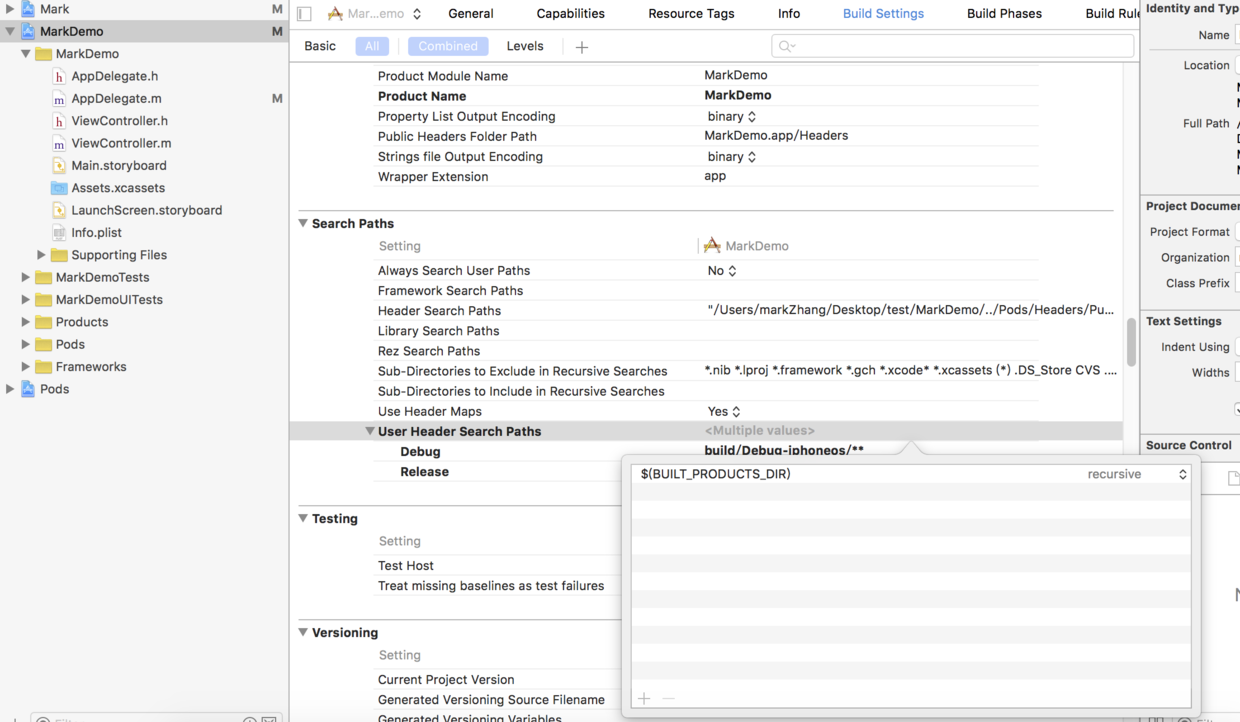 Mark M
MarkDemo M
MarkDemo
AppDelegate.h
AppDelegate.m M
ViewController.h
ViewController.m
Main.storyboard
Assets.xcassets
LaunchScreen.storyboard
Info.plist
Supporting Files
MarkDemoTests
MarkDemoUITests
Products
Pods
Frameworks
Pods
Mar...emo General Capabilities Resource Tags Info Build Settings Build Phases Build Rule
Basic All Combined Levels
Product Module Name MarkDemo
Product Name MarkDemo
Property List Output Encoding binary
Public Headers Folder Path MarkDemo.app/Headers
Strings file Output Encoding binary
Wrapper Extension app
Search Paths
Setting MarkDemo
Always Search User Paths No
Framework Search Paths
Header Search Paths "/Users/markZhang/Desktop/test/MarkDemo/../Pods/Headers/Pu...
Library Search Paths
Rez Search Paths
Sub-Directories to Exclude in Recursive Searches *.nib *.lproj *.framework *.gch *.xcode* *.xcassets (*) .DS_Store CVS ....
Sub-Directories to Include in Recursive Searches
Use Header Maps Yes
User Header Search Paths <Multiple values>
Debug build/Debug-iphoneos/**
Release
$(BUILT_PRODUCTS_DIR) recursive
Testing
Setting
Test Host
Treat missing baselines as test failures
Versioning
Setting
Current Project Version
Generated Versioning Source Filename
Generated Versioning Variables
Identity and Typ
Name
Location
Full Path
Project Documen
Project Format
Organization
Class Prefix
Text Settings
Indent Using
Widths
Source Control